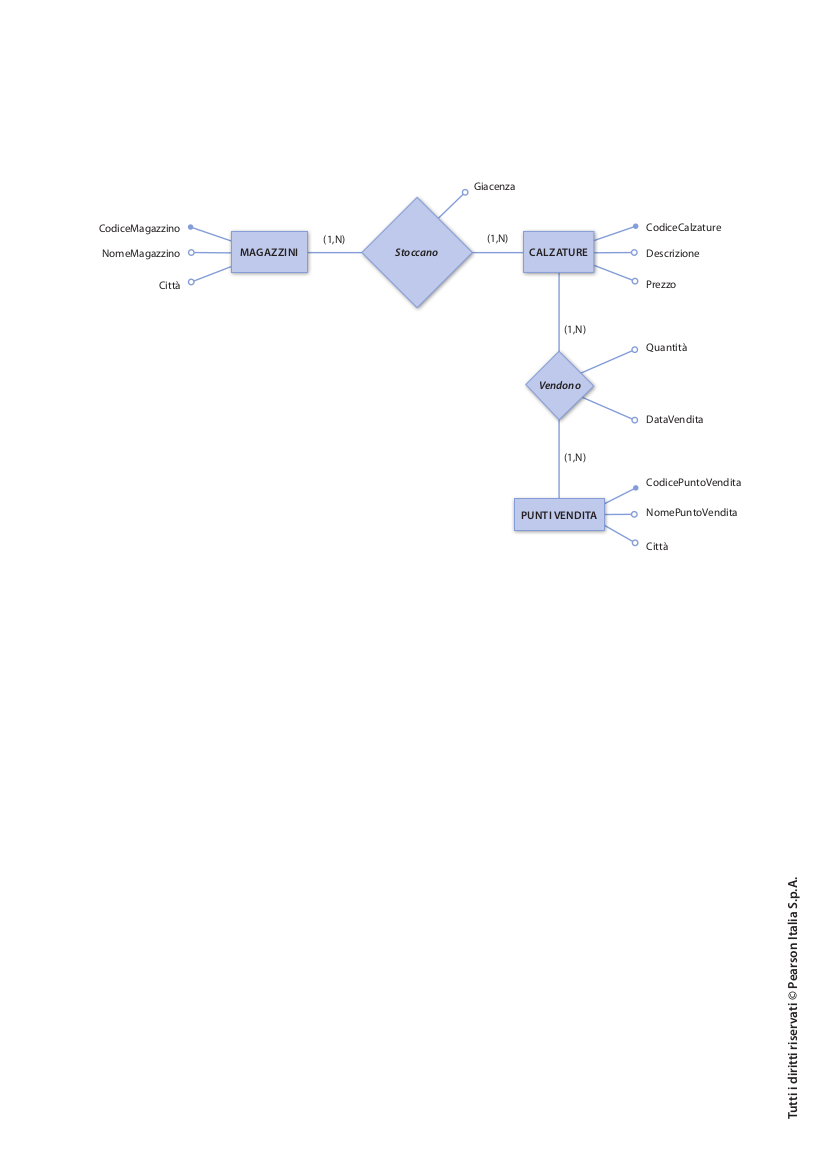 Giacenza
CodiceMagazzino
NomeMagazzino
Città
MAGAZZINI
(1,N)
Stoccano
(1,N)
CALZATURE
CodiceCalzature
Descrizione
Prezzo
(1,N)
Quantità
Vendono
DataVendita
(1,N)
PUNTI VENDITA
CodicePuntoVendita
NomePuntoVendita
Città
Tutti i diritti riservati © Pearson Italia S.p.A.